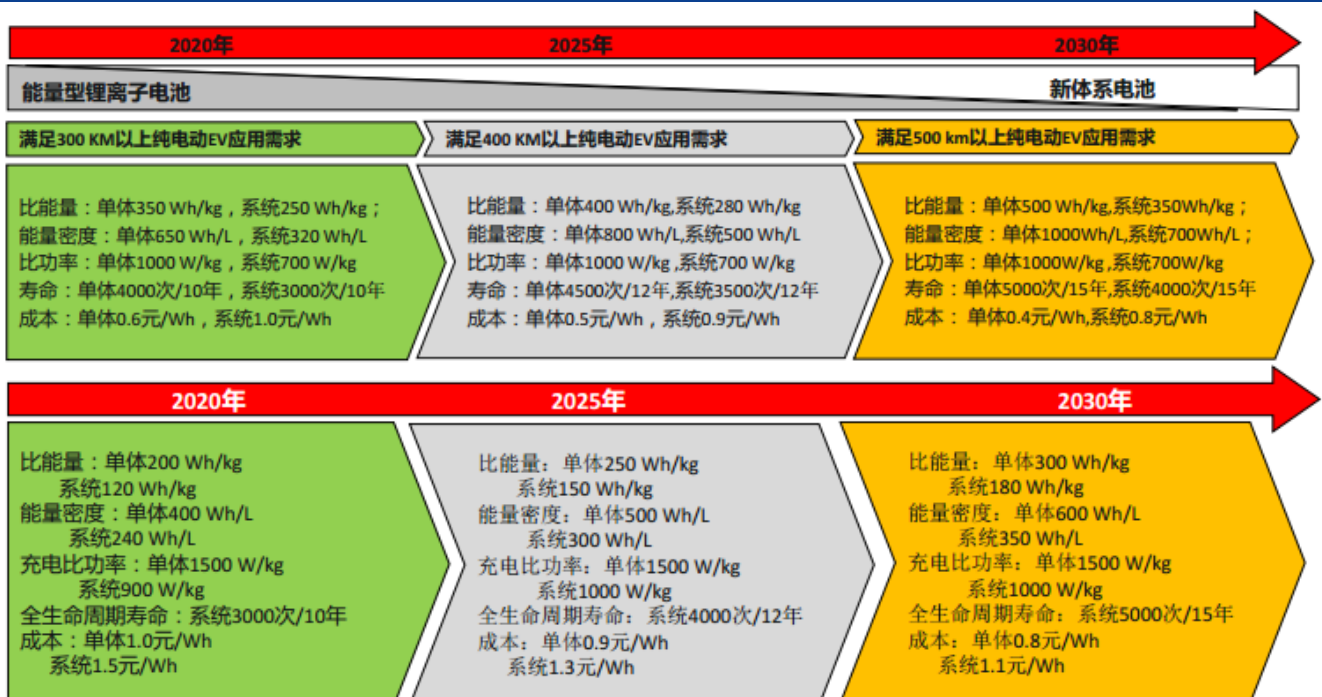 2020年 2025年 2030年
能量型锂离子电池 新体系电池
满足300 KM以上纯电动EV应用需求
满足400 KM以上纯电动EV应用需求
满足500 km以上纯电动EV应用需求
比能量：单体350 Wh/kg，系统250 Wh/kg；
能量密度：单体650 Wh/L，系统320 Wh/L
比功率：单体1000 W/kg，系统700 W/kg
寿命：单体4000次/10年，系统3000次/10年
成本：单体0.6元/Wh，系统1.0元/Wh
比能量：单体400 Wh/kg,系统280 Wh/kg
能量密度：单体800 Wh/L,系统500 Wh/L
比功率：单体1000 W/kg,系统700 W/kg
寿命：单体4500次/12年,系统3500次/12年
成本：单体0.5元/Wh，系统0.9元/Wh
比能量：单体500 Wh/kg,系统350Wh/kg；
能量密度：单体1000Wh/L,系统700Wh/L；
比功率：单体1000W/kg,系统700W/kg
寿命：单体5000次/15年,系统4000次/15年
成本： 单体0.4元/Wh,系统0.8元/Wh
2020年 2025年 2030年
比能量：单体200 Wh/kg
系统120 Wh/kg
能量密度：单体400 Wh/L
系统240 Wh/L
充电比功率：单体1500 W/kg
系统900 W/kg
全生命周期寿命：系统3000次/10年
成本：单体1.0元/Wh
系统1.5元/Wh
比能量：单体250 Wh/kg
系统150 Wh/kg
能量密度：单体500 Wh/L
系统300 Wh/L
充电比功率：单体1500 W/kg
系统1000 W/kg
全生命周期寿命：系统4000次/12年
成本：单体0.9元/Wh
系统1.3元/Wh
比能量：单体300 Wh/kg
系统180 Wh/kg
能量密度：单体600 Wh/L
系统350 Wh/L
充电比功率：单体1500 W/kg
系统1000 W/kg
全生命周期寿命：系统5000次/15年
成本：单体0.8元/Wh
系统1.1元/Wh